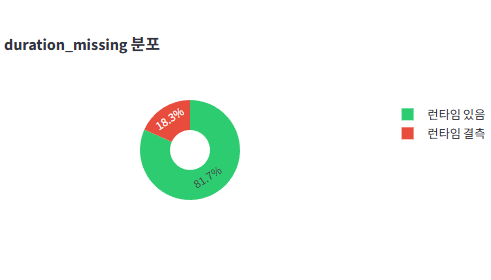 duration_missing 분포
18.3%
81.7%
런타임 있음
런타임 결측